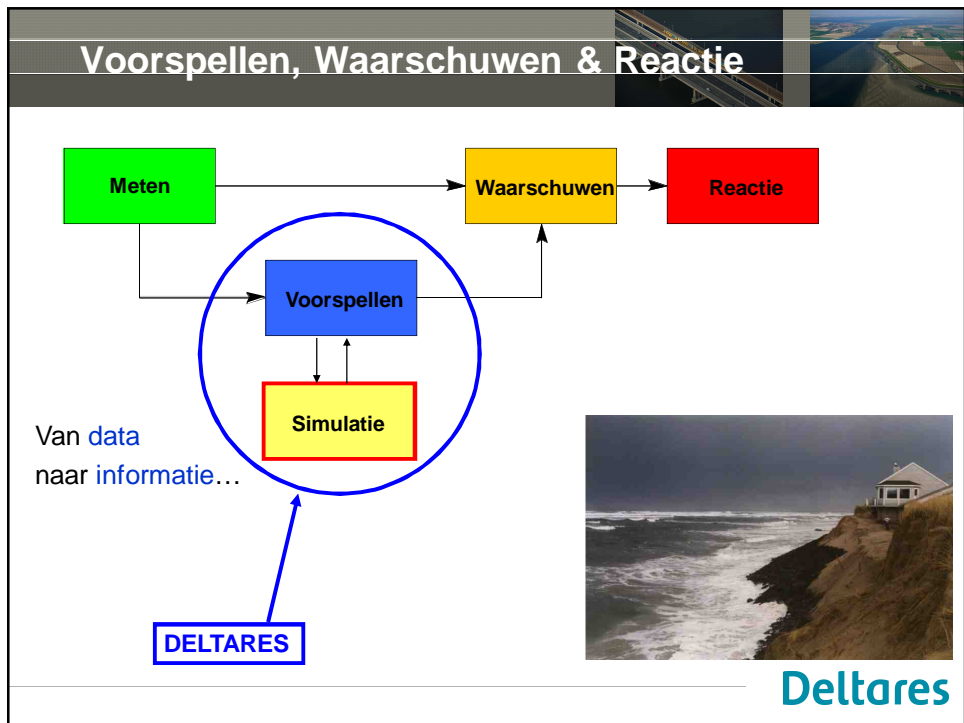 Voorspellen, Waarschuwen & Reactie
Meten
Waarschuwen
Reactie
Voorspellen
Simulatie
Van data
naar informatie…
DELTARES
Deltares